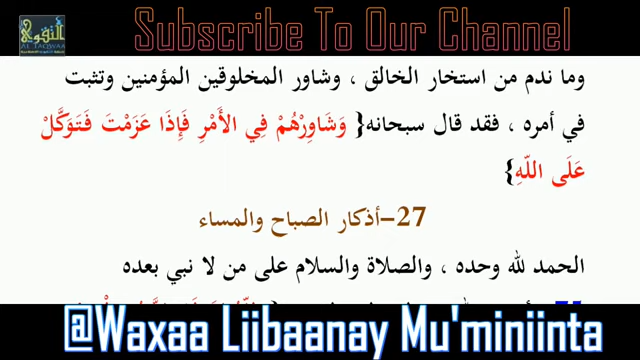 Subscribe To Our Channel
التقوى
AL TAQWAA
وما ندم من استخار الخالق ، وشاور المخلوقين المؤمنين وتثبت
في أمره ، فقد قال سبحانه{ وَشَاوِرْهُمْ فِي الأَمْرِ فَإِذَا عَزَمْتَ فَتَوَكَّلْ
عَلَى اللّهِ}
27-أذكار الصباح والمساء
الحمد لله وحده ، والصلاة والسلام على من لا نبي بعده
@Waxaa Liibaanay Mu'miniinta